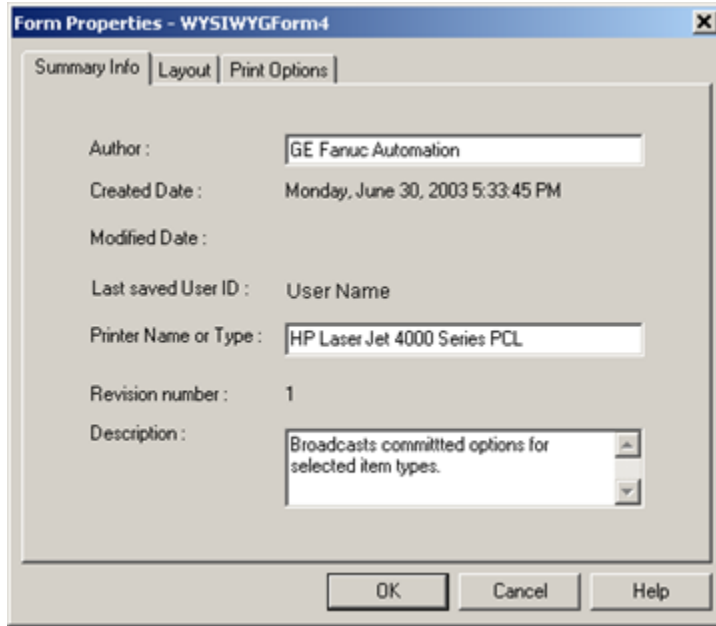 Form Properties - WYSIWYGForm4
Summary Info Layout Print Options
Author : GE Fanuc Automation
Created Date : Monday, June 30, 2003 5:33:45 PM
Modified Date :
Last saved User ID : User Name
Printer Name or Type : HP LaserJet 4000 Series PCL
Revision number : 1
Description : Broadcasts committted options for
selected item types.
OK Cancel Help